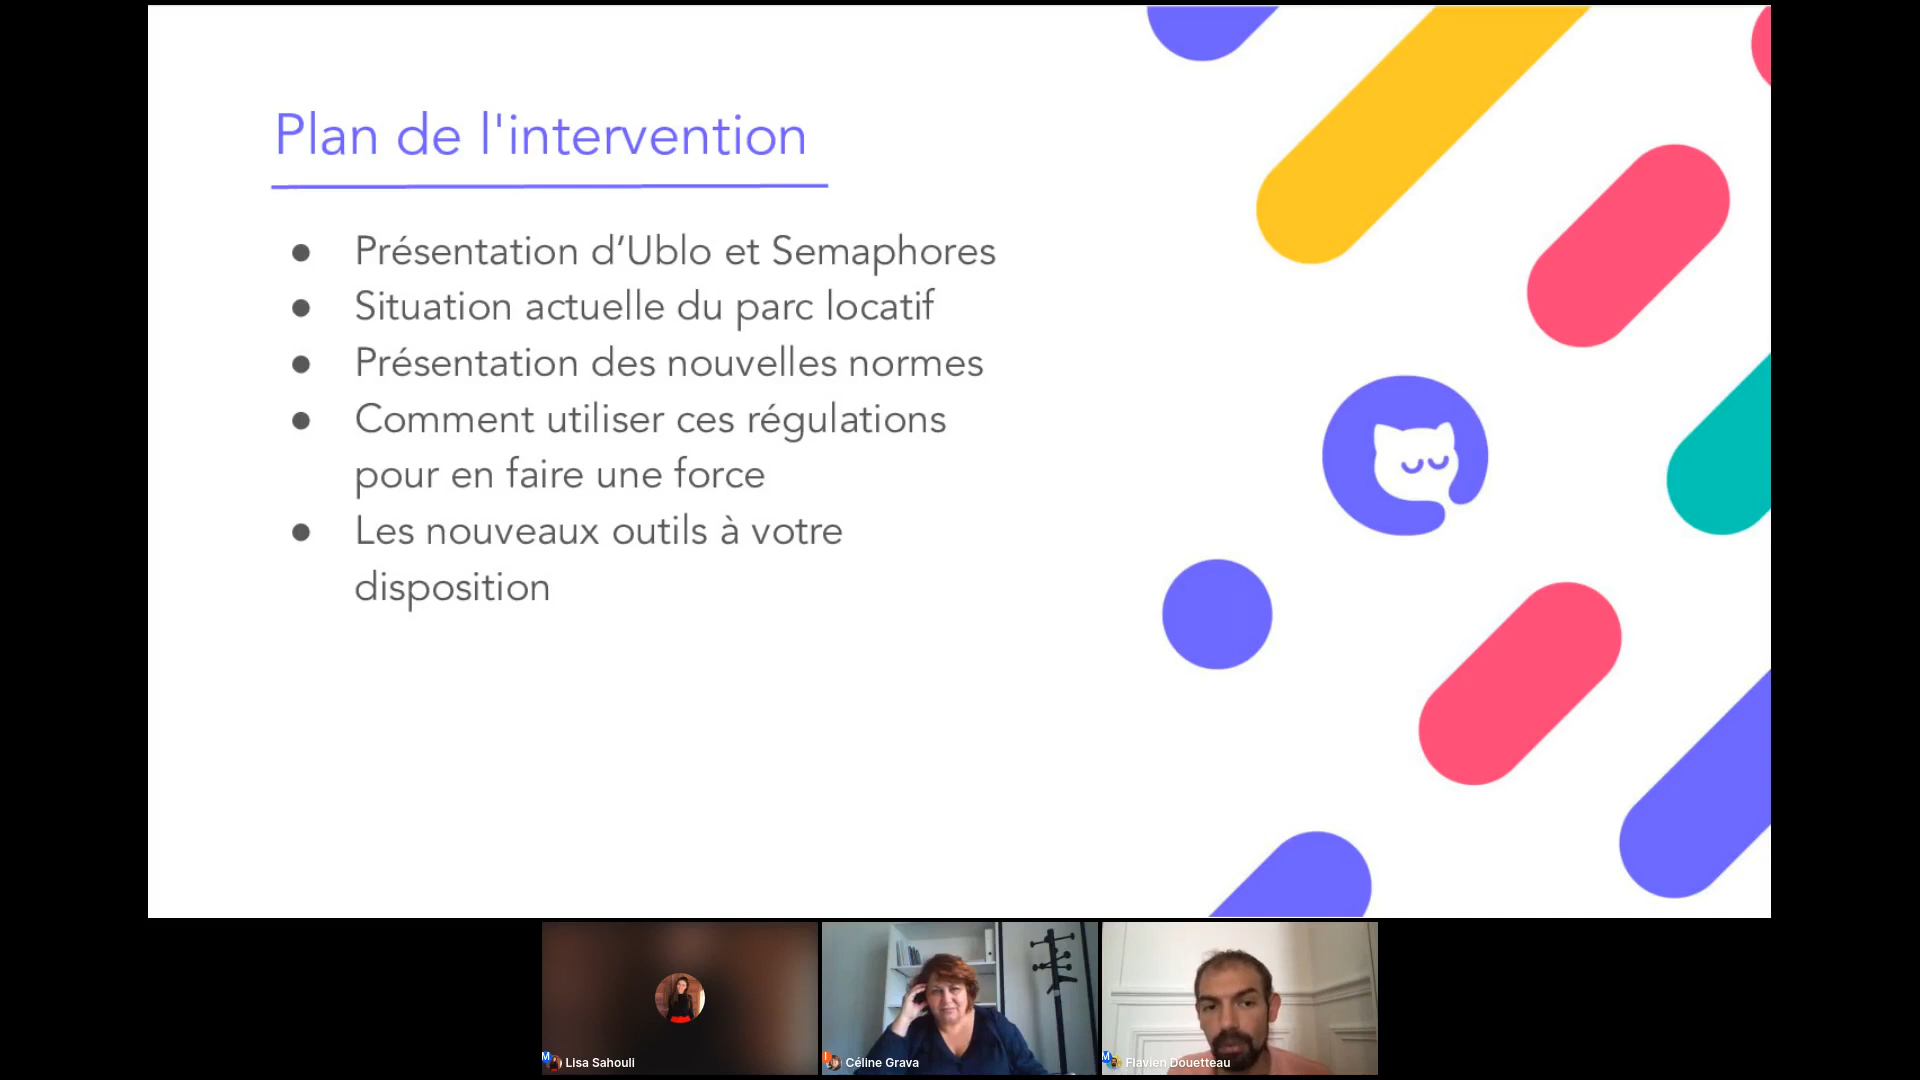 Plan de l'intervention
● Présentation d’Ublo et Semaphores
● Situation actuelle du parc locatif
● Présentation des nouvelles normes
● Comment utiliser ces régulations
pour en faire une force
● Les nouveaux outils à votre
disposition
M Lisa Sahouli
Céline Grava
M Flavien Douetteau